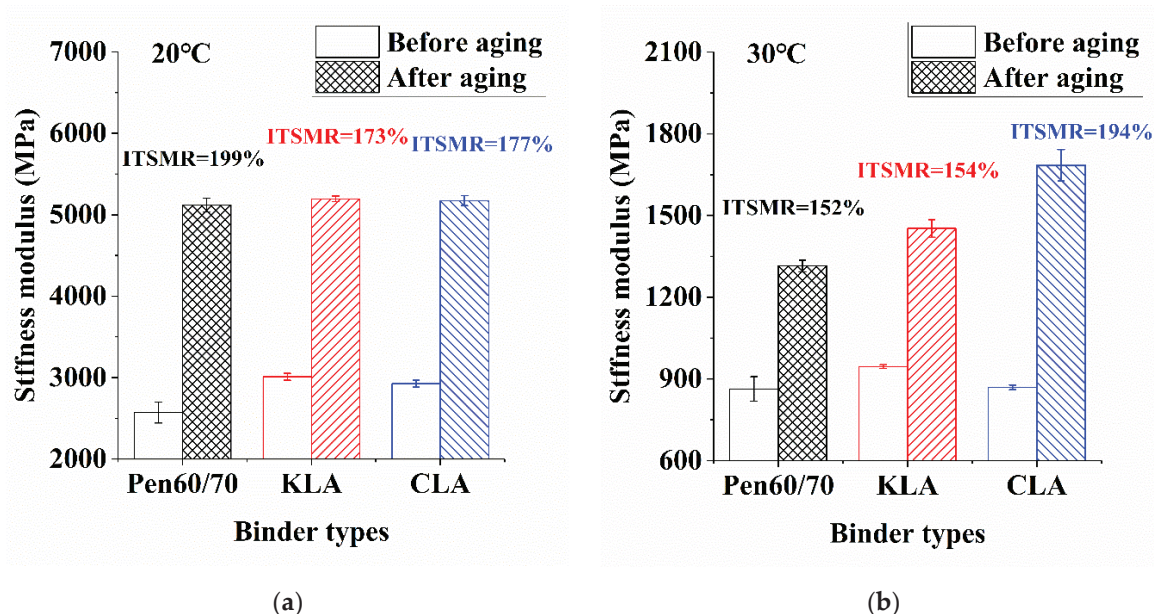 7000
6000
5000
4000
3000
2000
Stffness modulus (MPa)
20°C
Before aging
After aging
ITSMR=199%
ITSMR=173%
ITSMR=177%
Pen60/70 KLA CLA
Binder types
(a)
2100
1800
1500
1200
900
600
Stffness modulus (MPa)
30°C
Before aging
After aging
ITSMR=152%
ITSMR=154%
ITSMR=194%
Pen60/70 KLA CLA
Binder types
(b)